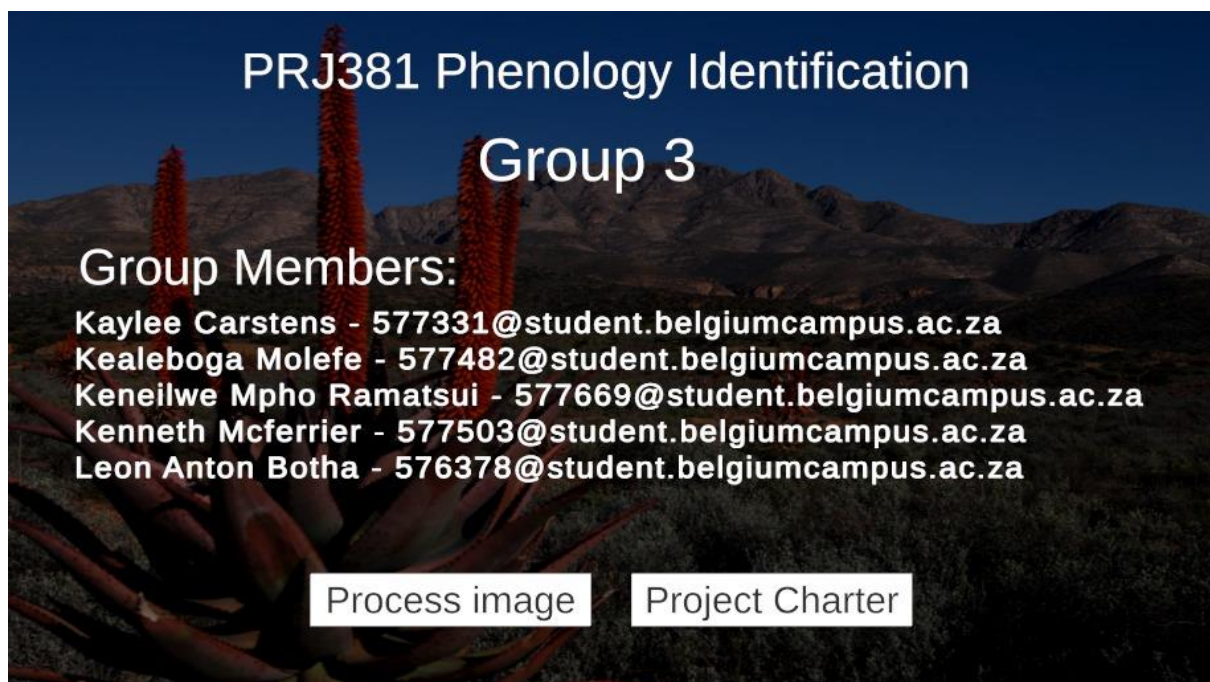 PRJ381 Phenology Identification
Group 3
Group Members:
Kaylee Carstens - 577331@student.belgiumcampus.ac.za
Kealeboga Molefe - 577482@student.belgiumcampus.ac.za
Keneilwe Mpho Ramatsui - 577669@student.belgiumcampus.ac.za
Kenneth Mcferrier - 577503@student.belgiumcampus.ac.za
Leon Anton Botha - 576378@student.belgiumcampus.ac.za
Process image
Project Charter